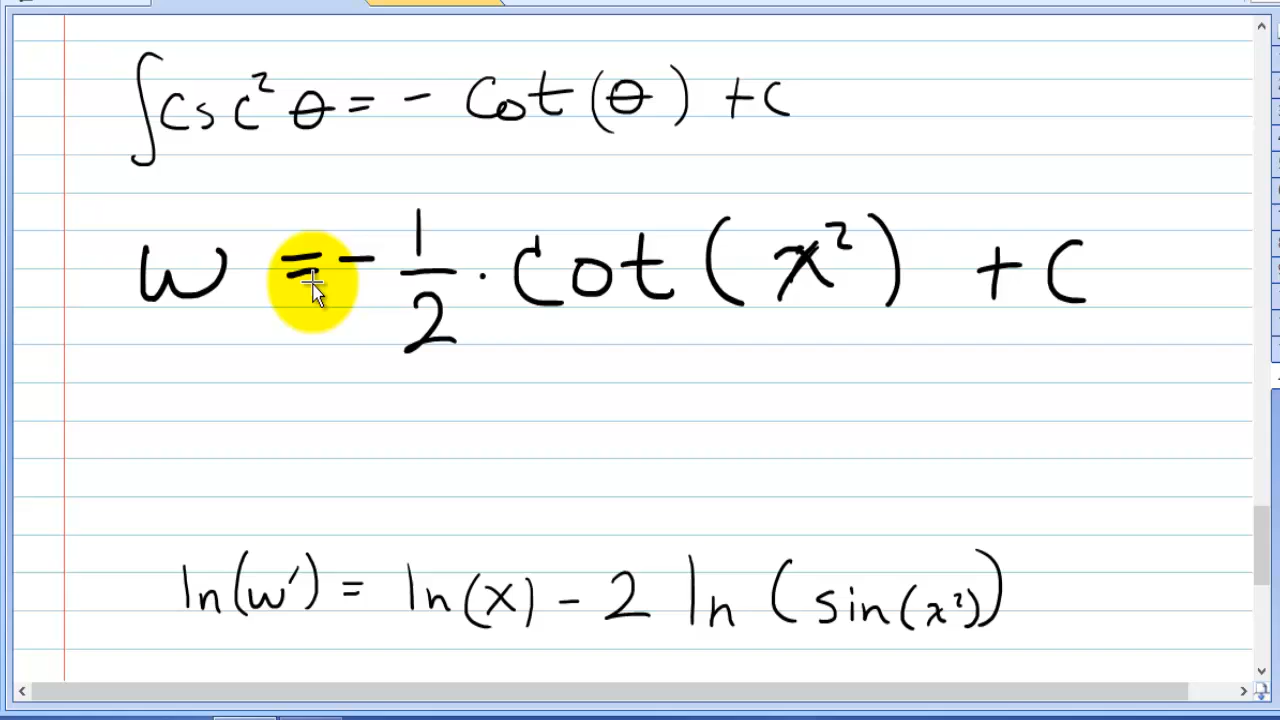 ∫csc²θ = - cot(θ) + c
w = - 1/2 · cot(x²) + c
ln(w') = ln(x) - 2 ln(sin(x²))